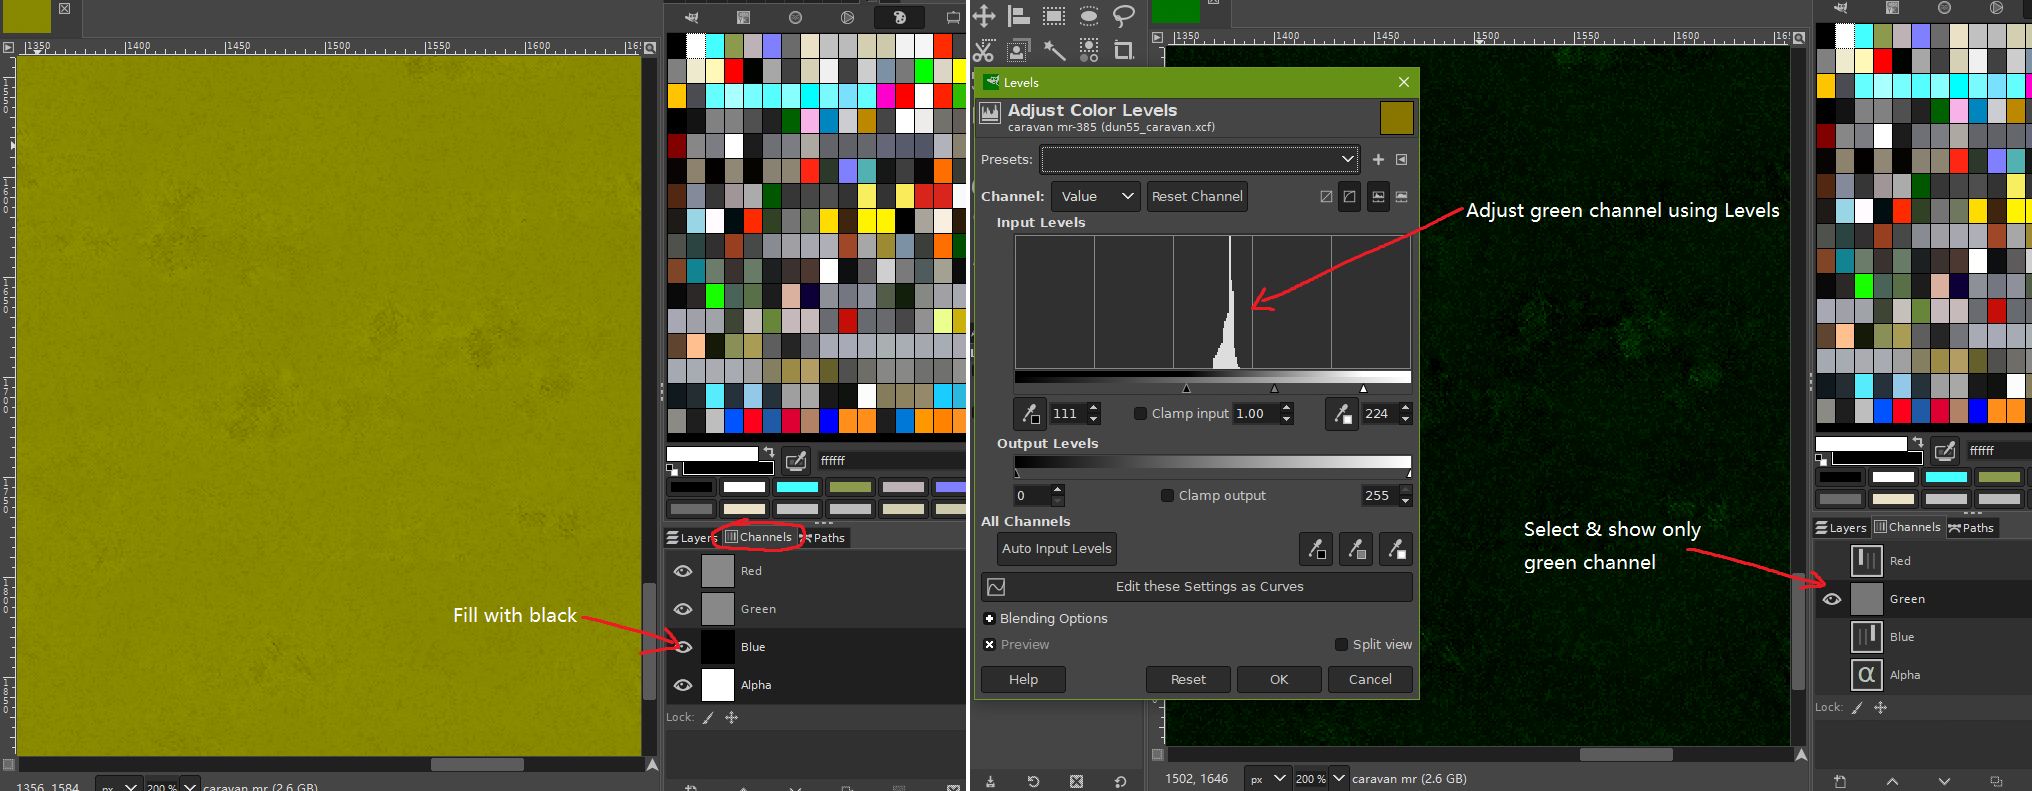 1350 1400 1450 1500 1550 1600
Fill with black
1356, 1584 px 200 % caravan mr (2.6 GB)
ffffff
Layers Channels Paths
Red
Green
Blue
Alpha
Lock:
Levels
Adjust Color Levels
caravan mr-385 (dun55_caravan.xcf)
Presets:
Channel: Value Reset Channel
Input Levels
111 Clamp input 1.00 224
Output Levels
0 Clamp output 255
All Channels
Auto Input Levels
Edit these Settings as Curves
Blending Options
Preview Split view
Help Reset OK Cancel
1350 1400 1450 1500 1550 1600
Adjust green channel using Levels
Select & show only
green channel
1502, 1646 px 200 % caravan mr (2.6 GB)
ffffff
Layers Channels Paths
Red
Green
Blue
Alpha
Lock: